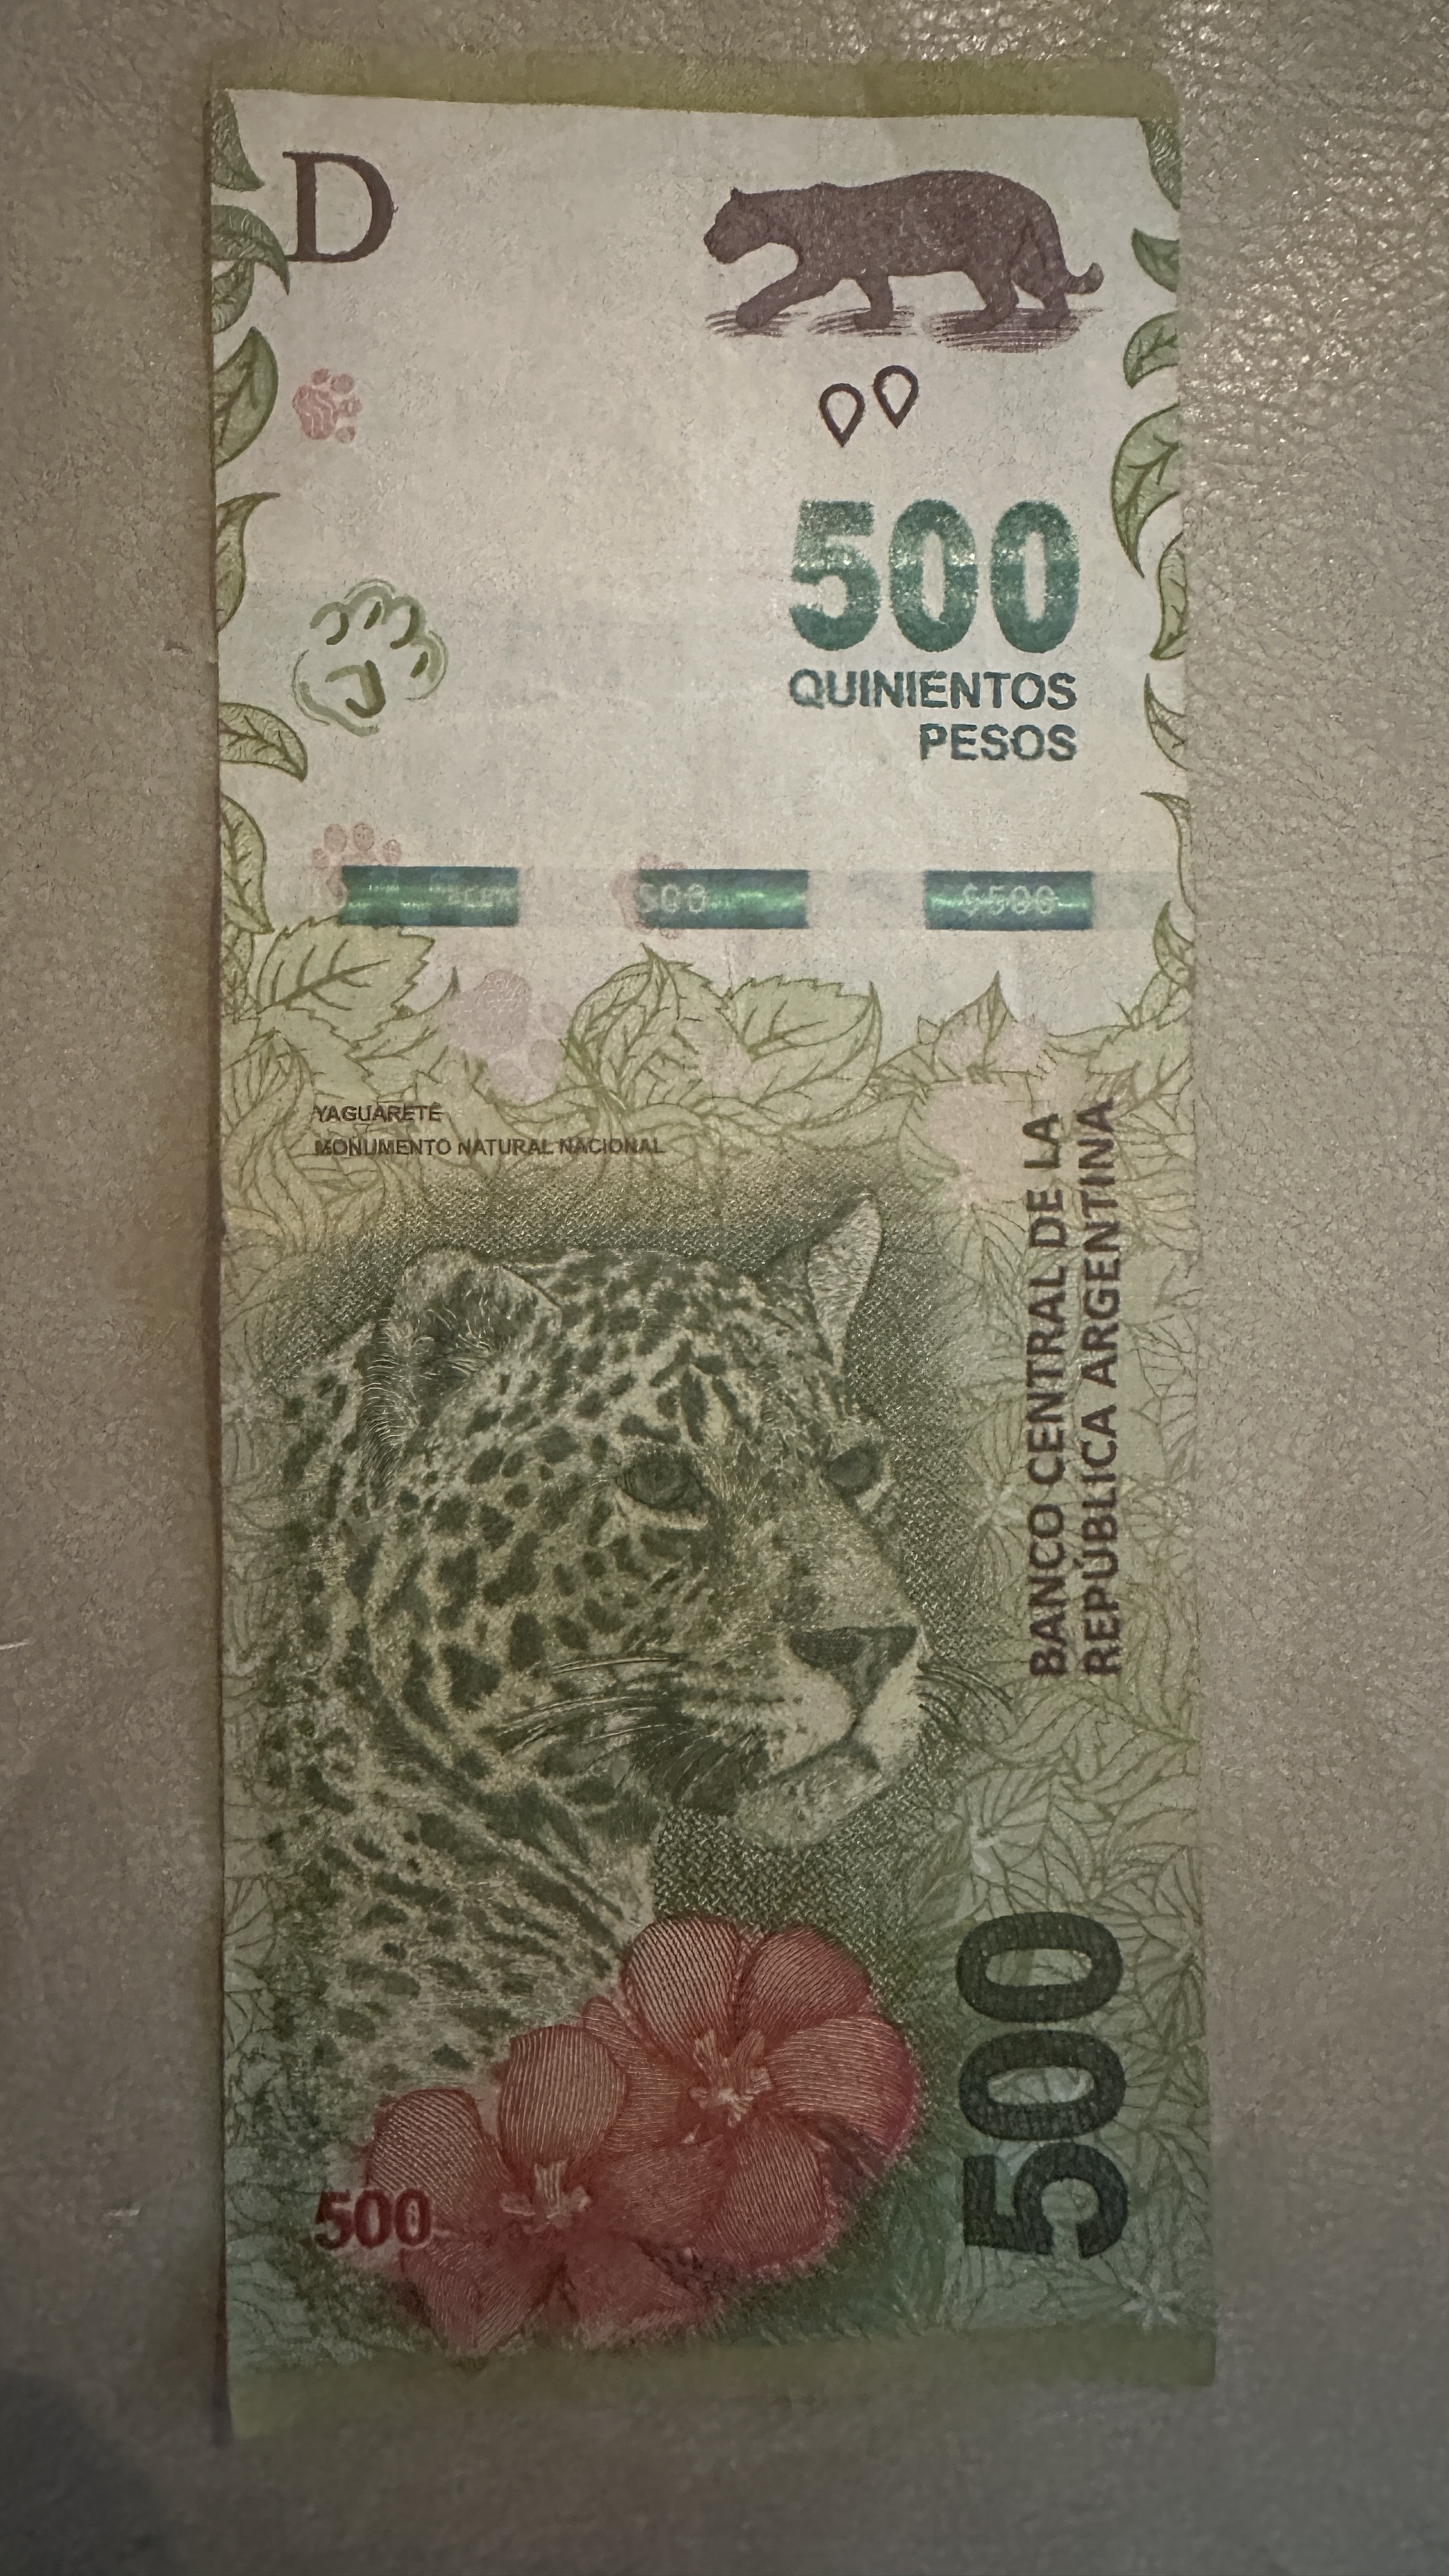 D
500
QUINIENTOS
PESOS
$500
YAGUARETÉ
MONUMENTO NATURAL NACIONAL
BANCO CENTRAL DE LA
REPÚBLICA ARGENTINA
500
500